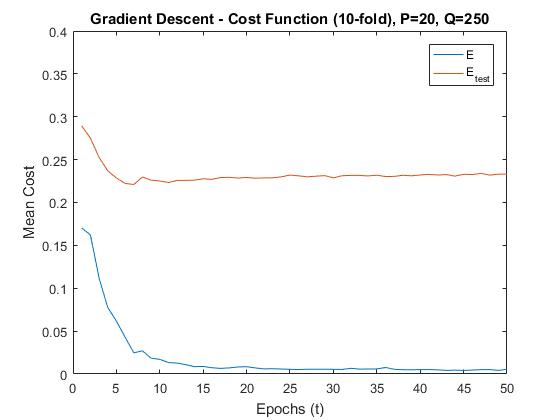 Gradient Descent - Cost Function (10-fold), P=20, Q=250
0.4
0.35
0.3
0.25
0.2
0.15
0.1
0.05
0
Mean Cost
E
E_test
0 5 10 15 20 25 30 35 40 45 50
Epochs (t)